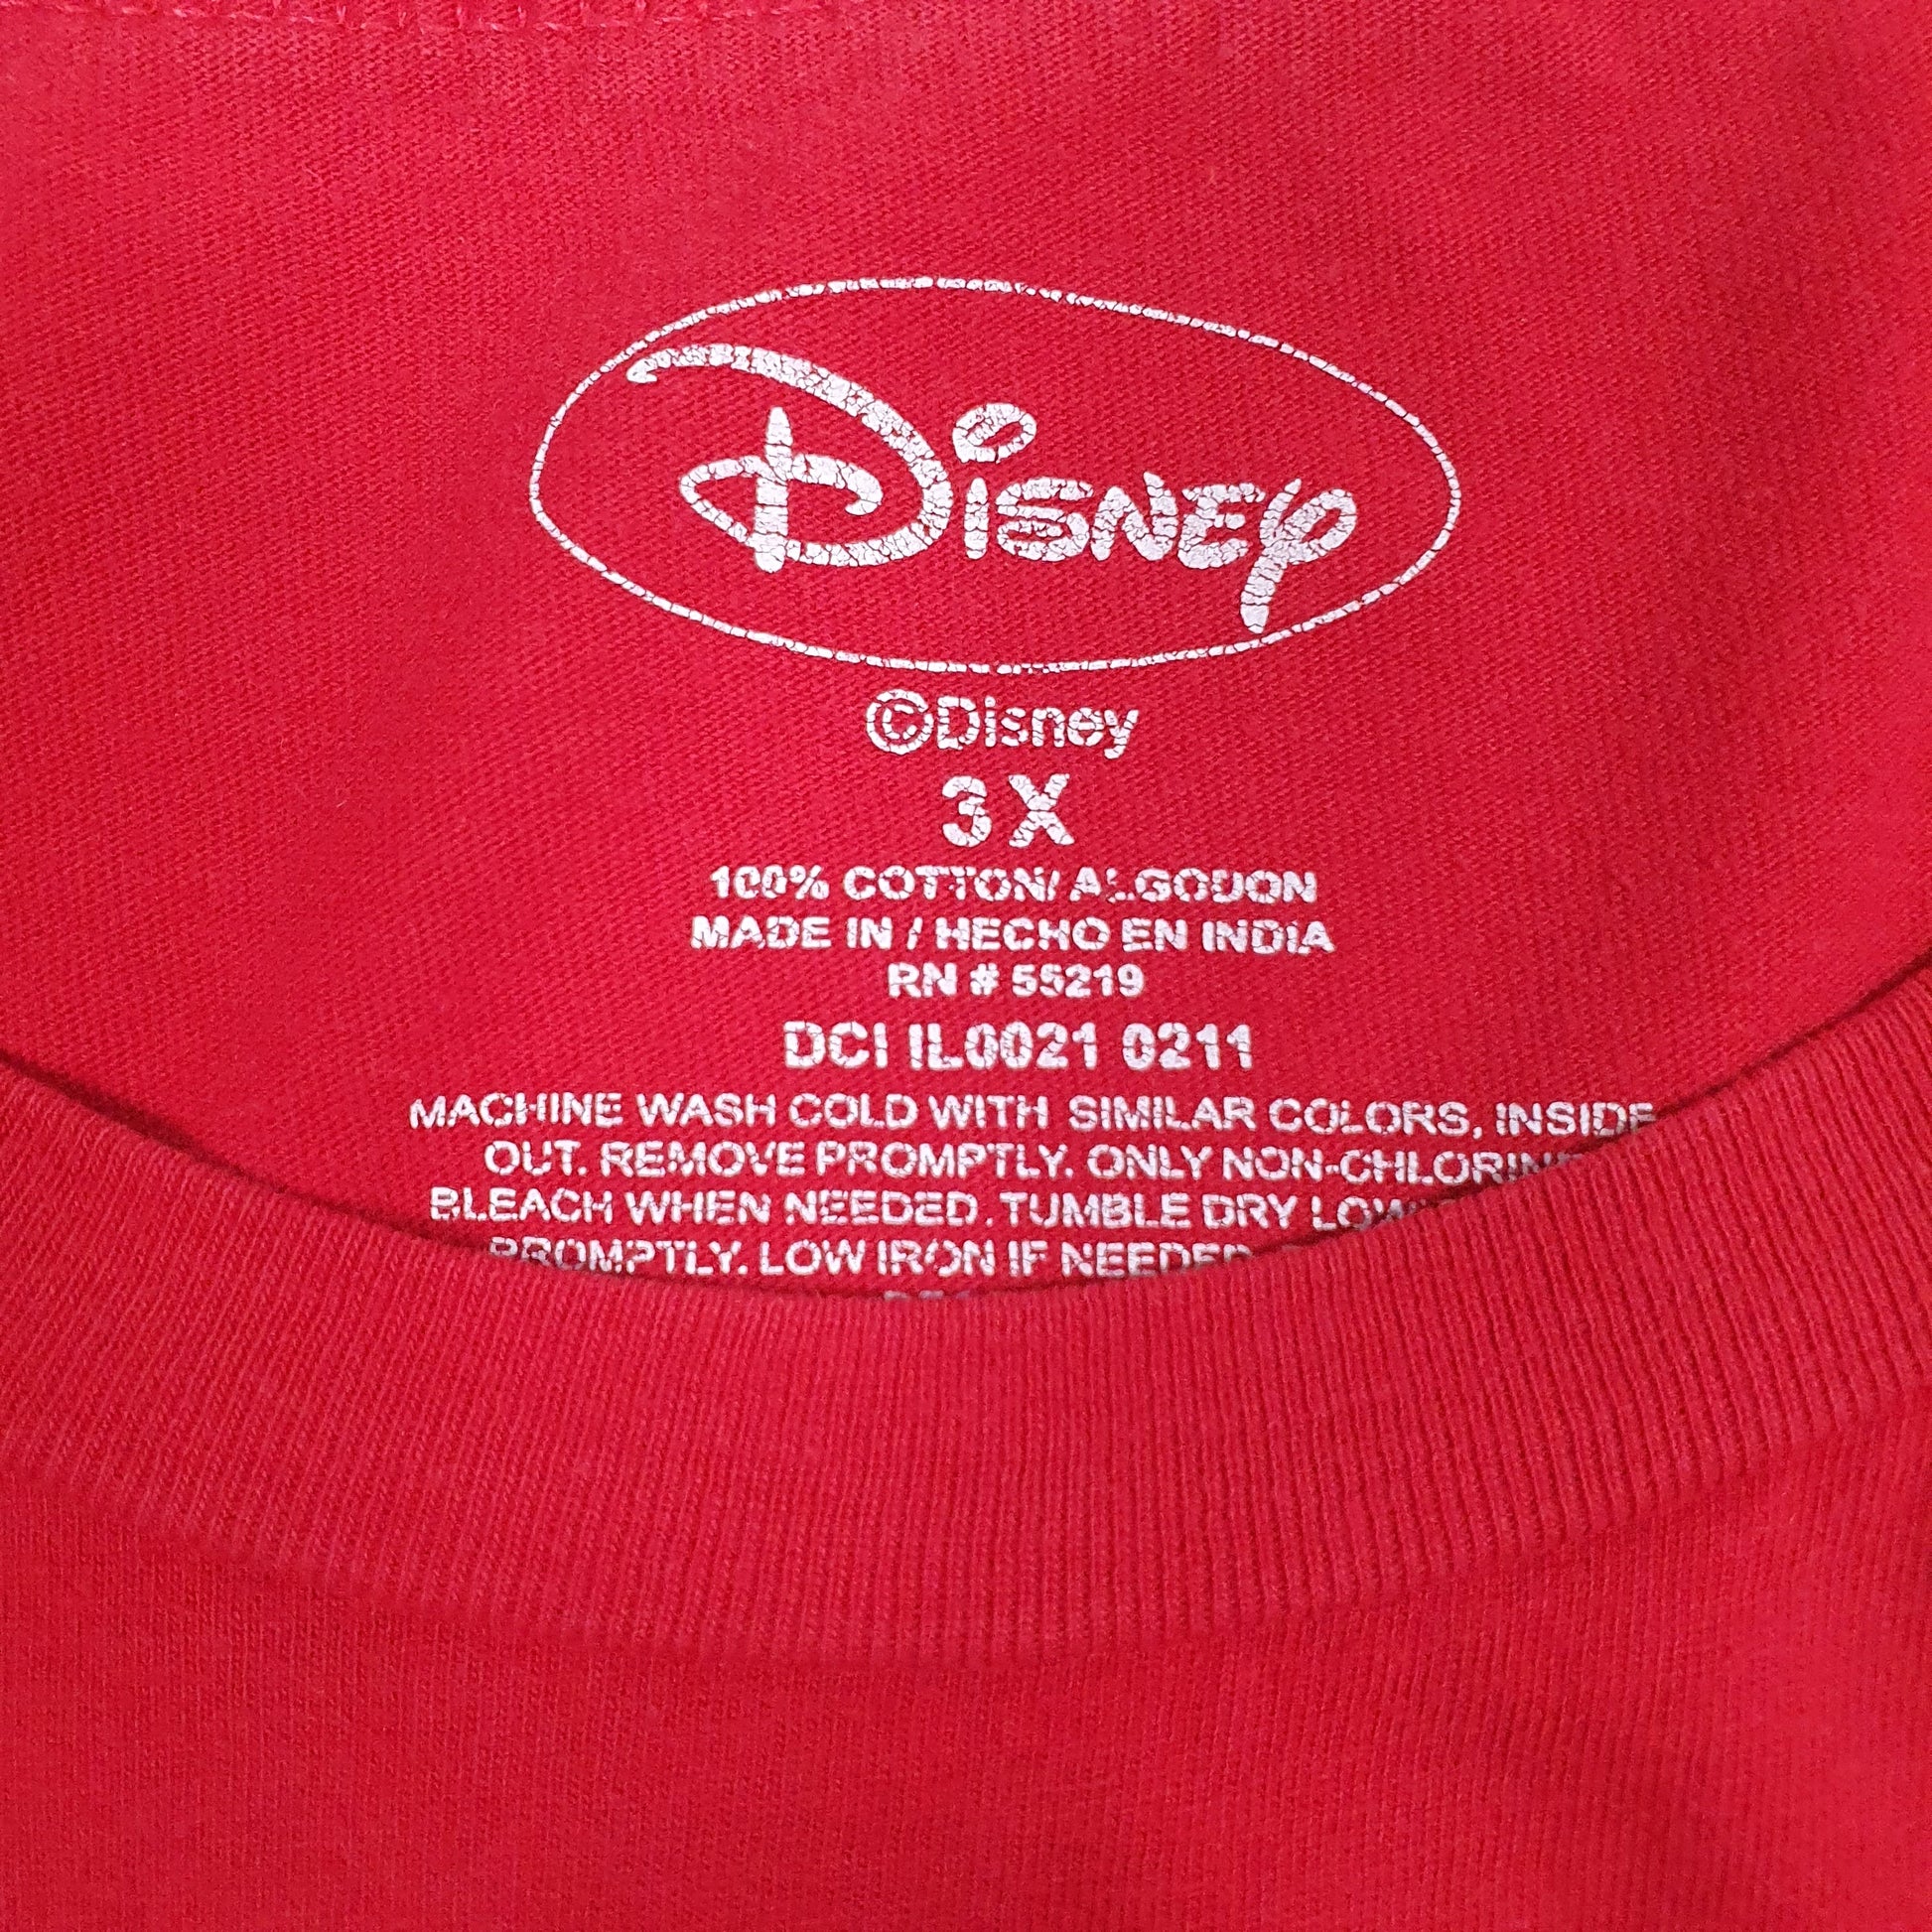 Disney
©Disney
3X
100% COTTON/ ALGODON
MADE IN / HECHO EN INDIA
RN # 55219
DCI IL0021 0211
MACHINE WASH COLD WITH SIMILAR COLORS, INSIDE
OUT. REMOVE PROMPTLY. ONLY NON-CHLORINE
BLEACH WHEN NEEDED. TUMBLE DRY LOW
PROMPTLY. LOW IRON IF NEEDED